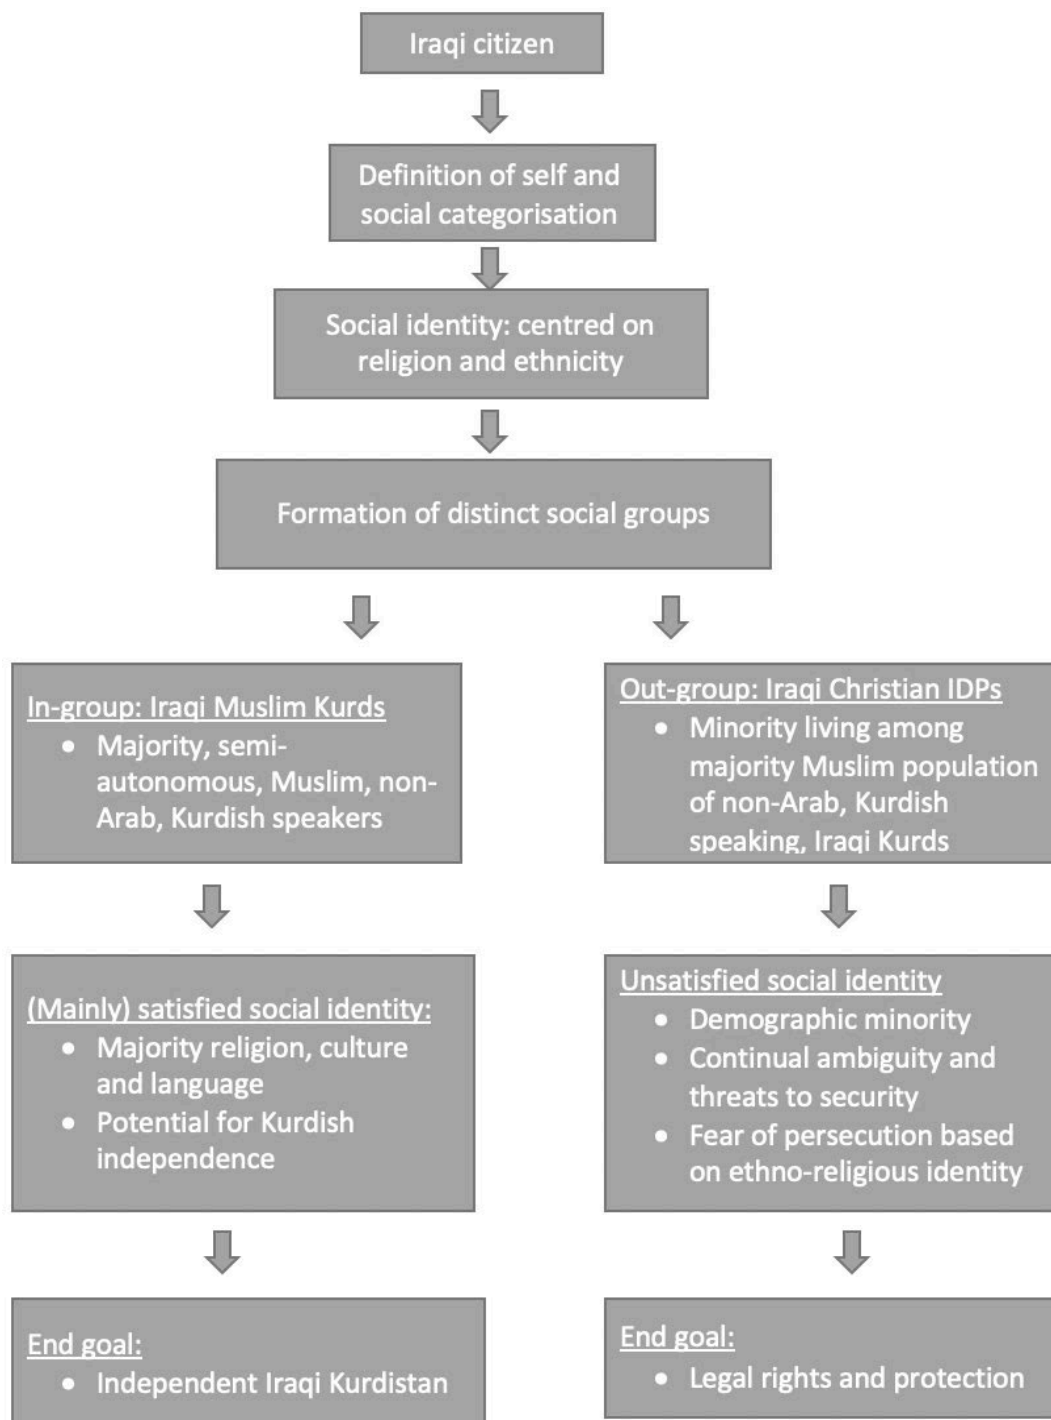 Iraqi citizen
Definition of self and
social categorisation
Social identity: centred on
religion and ethnicity
Formation of distinct social groups
In-group: Iraqi Muslim Kurds
• Majority, semi-
autonomous, Muslim, non-
Arab, Kurdish speakers
(Mainly) satisfied social identity:
• Majority religion, culture
and language
• Potential for Kurdish
independence
End goal:
• Independent Iraqi Kurdistan
Out-group: Iraqi Christian IDPs
• Minority living among
majority Muslim population
of non-Arab, Kurdish
speaking, Iraqi Kurds
Unsatisfied social identity
• Demographic minority
• Continual ambiguity and
threats to security
• Fear of persecution based
on ethno-religious identity
End goal:
• Legal rights and protection